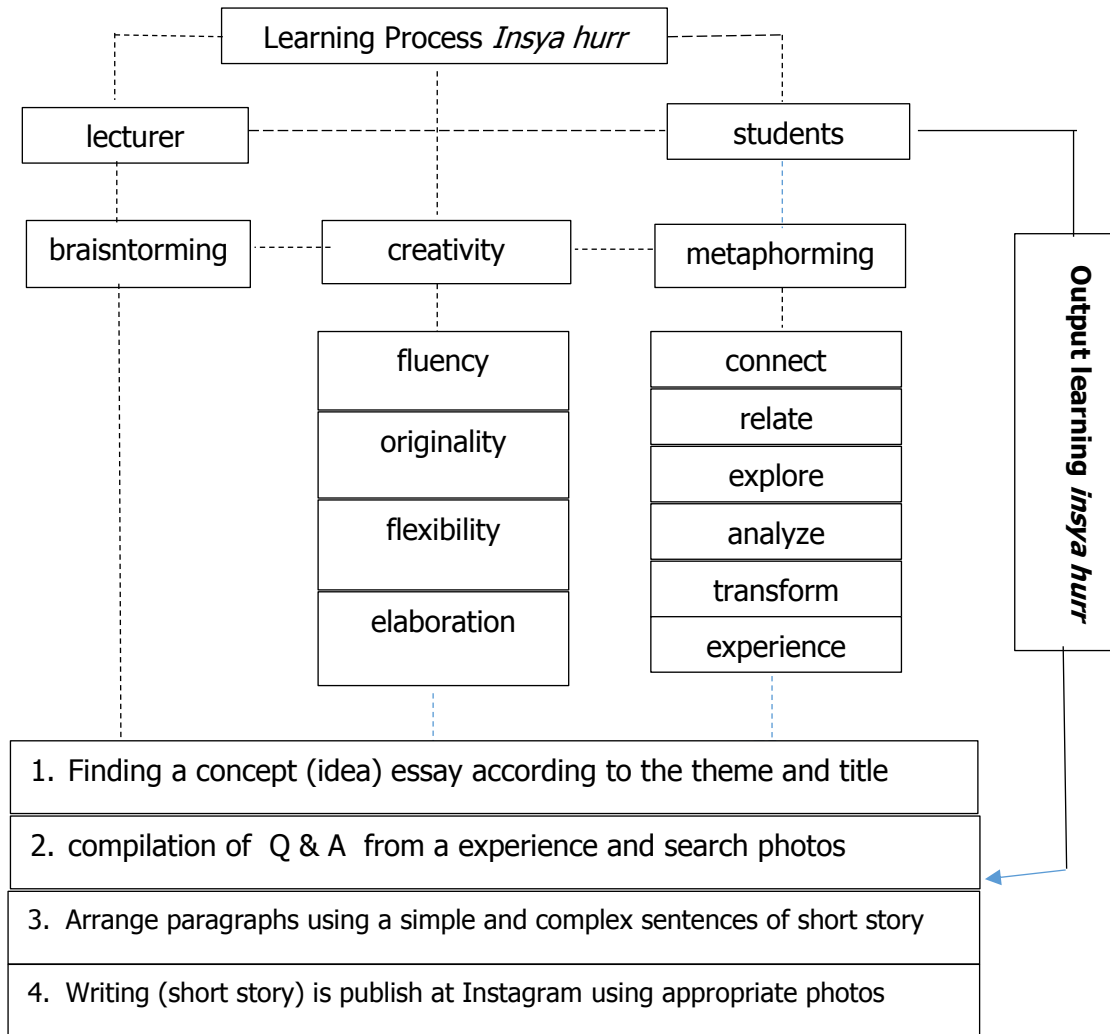 Learning Process Insya hurr
lecturer
students
braisntorming
creativity
metaphorming
fluency
originality
flexibility
elaboration
connect
relate
explore
analyze
transform
experience
Output learning insya hurr
1. Finding a concept (idea) essay according to the theme and title
2. compilation of Q & A from a experience and search photos
3. Arrange paragraphs using a simple and complex sentences of short story
4. Writing (short story) is publish at Instagram using appropriate photos